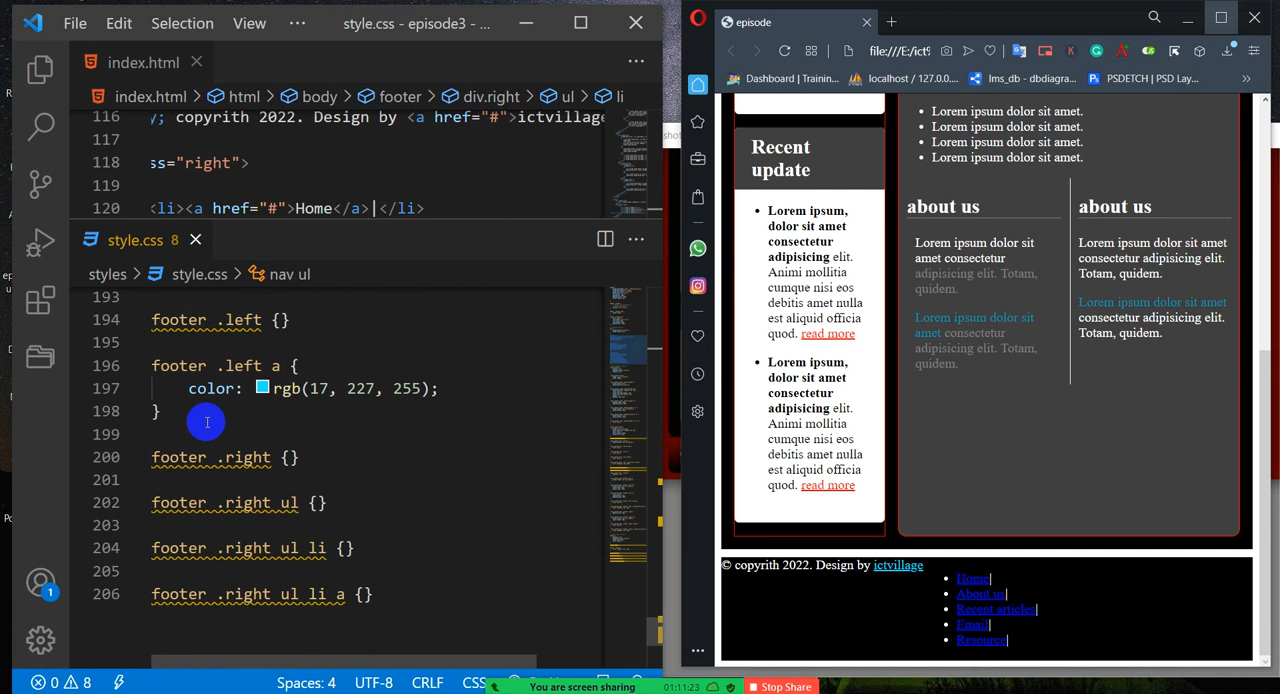 File Edit Selection View ··· style.css - episode3 - ...
index.html
index.html > html > body > footer > div.right > ul > li
116 y; copyrith 2022. Design by <a href="#">ictvillage
117
118 ss="right">
119
120 <li><a href="#">Home</a>|</li>
style.css 8
styles > style.css > nav ul
193
194 footer .left {}
195
196 footer .left a {
197 color: rgb(17, 227, 255);
198 }
199
200 footer .right {}
201
202 footer .right ul {}
203
204 footer .right ul li {}
205
206 footer .right ul li a {}
1
0 8 Spaces: 4 UTF-8 CRLF CSS
You are screen sharing 01:11:23 Stop Share
episode
file:///E:/ict
Dashboard | Trainin... localhost / 127.0.0.... lms_db - dbdiagra... PSDETCH | PSD Lay...
Recent
update
Lorem ipsum,
dolor sit amet
consectetur
adipisicing elit.
Animi mollitia
cumque nisi eos
debitis amet nulla
est aliquid officia
quod. read more
Lorem ipsum,
dolor sit amet
consectetur
adipisicing elit.
Animi mollitia
cumque nisi eos
debitis amet nulla
est aliquid officia
quod. read more
Lorem ipsum dolor sit amet.
Lorem ipsum dolor sit amet.
Lorem ipsum dolor sit amet.
Lorem ipsum dolor sit amet.
about us
Lorem ipsum dolor sit
amet consectetur
adipisicing elit. Totam,
quidem.
Lorem ipsum dolor sit
amet consectetur
adipisicing elit. Totam,
quidem.
about us
Lorem ipsum dolor sit amet
consectetur adipisicing elit.
Totam, quidem.
Lorem ipsum dolor sit amet
consectetur adipisicing elit.
Totam, quidem.
© copyrith 2022. Design by ictvillage
Home|
About us|
Recent articles|
Email|
Resource|